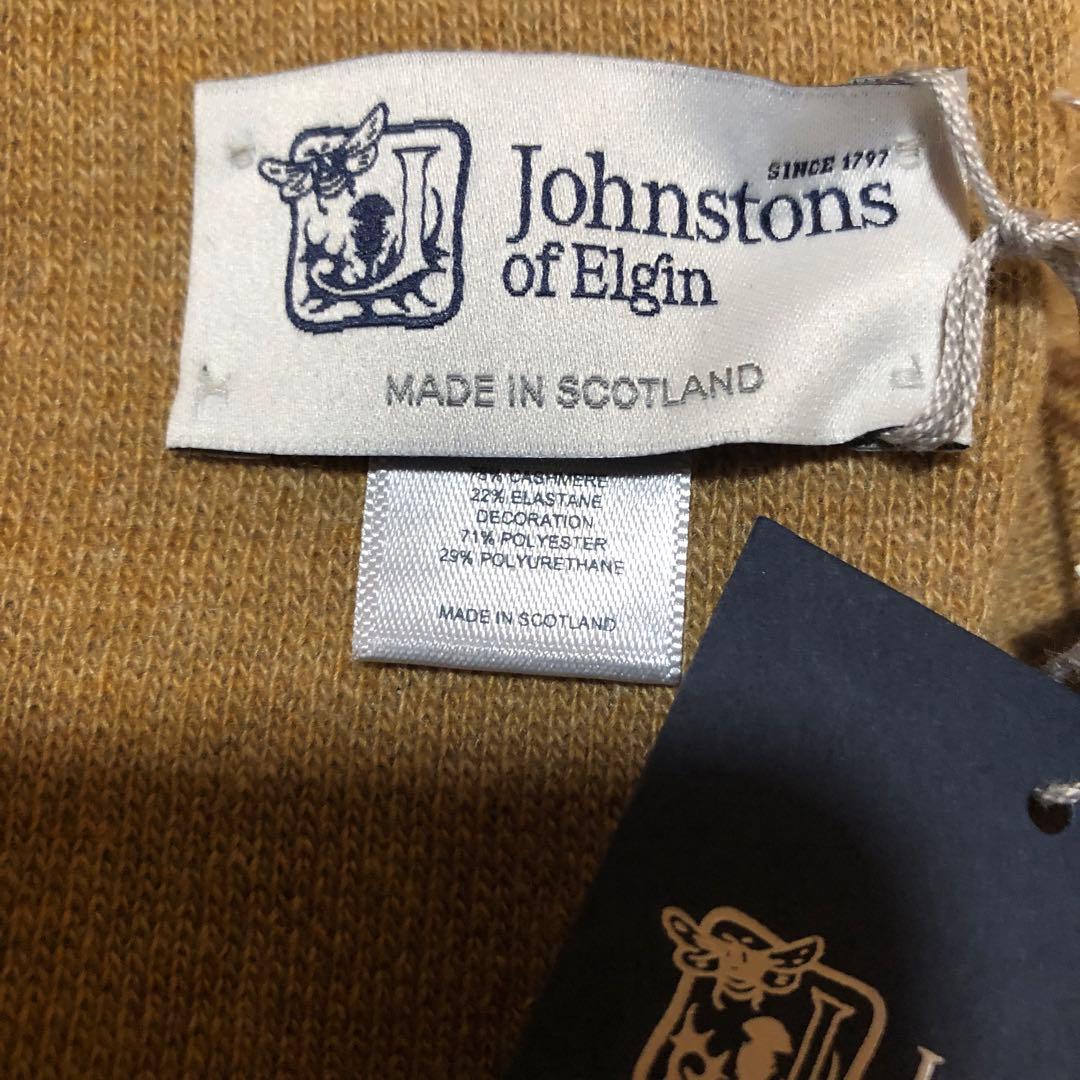 SINCE 1797
Johnstons
of Elgin
MADE IN SCOTLAND
CASHMERE
22% ELASTANE
DECORATION
71% POLYESTER
29% POLYURETHANE
MADE IN SCOTLAND